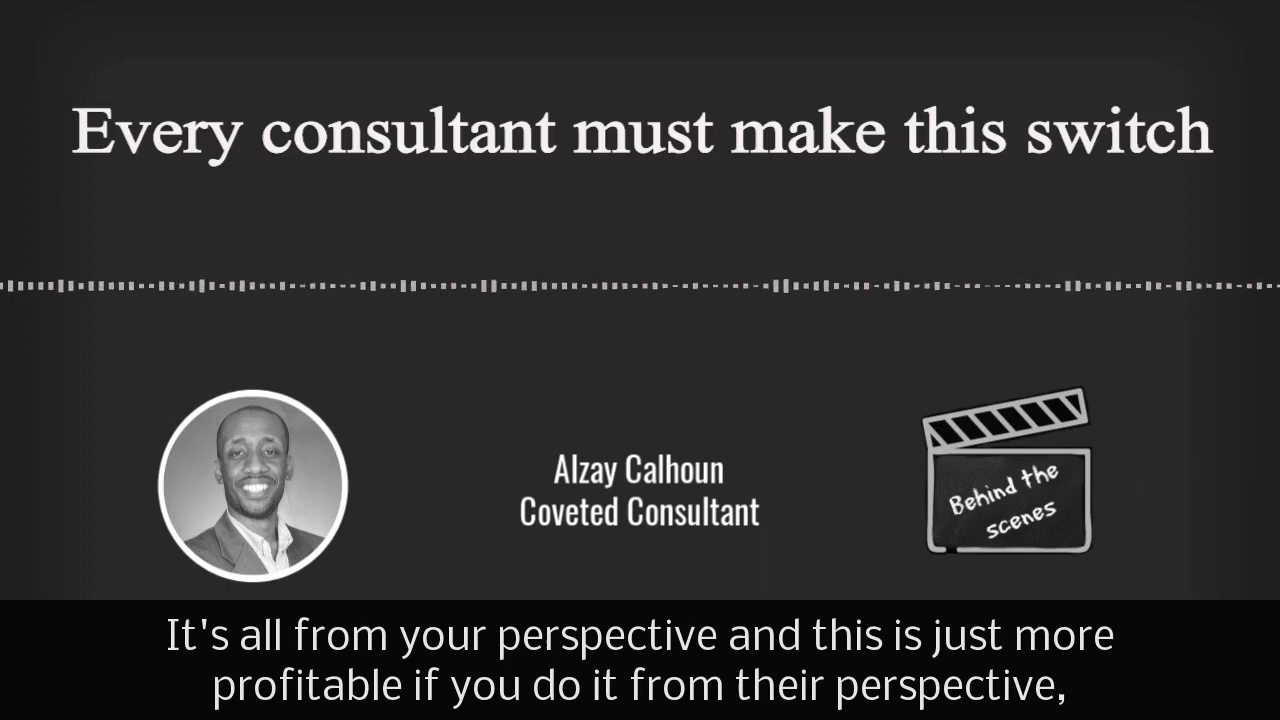 Every consultant must make this switch
Alzay Calhoun
Coveted Consultant
Behind the
scenes
It's all from your perspective and this is just more
profitable if you do it from their perspective,